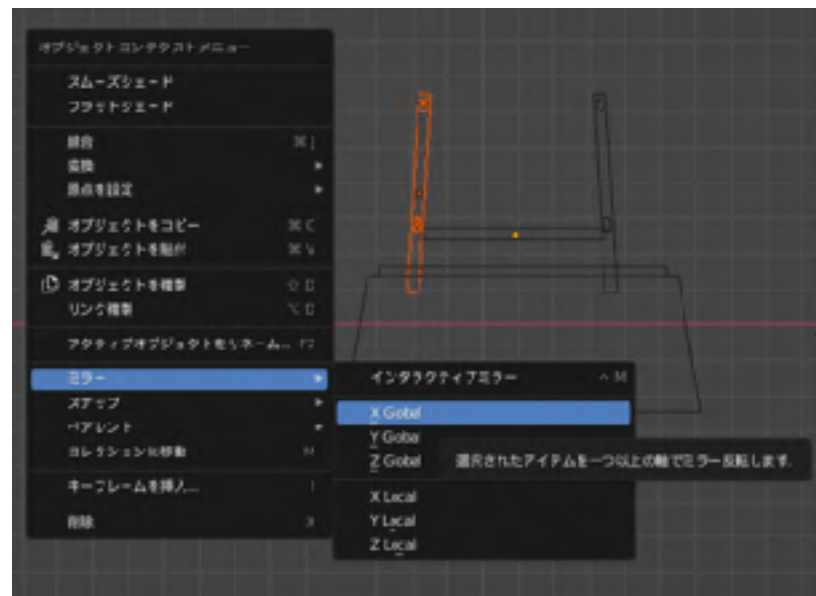 オブジェクトコンテクストメニュー
スムーズシェード
フラットシェード
統合 ⌘ J
変換
原点を設定
オブジェクトをコピー ⌘ C
オブジェクトを貼付 ⌘ V
オブジェクトを複製 ⇧ D
リンク複製 ⌥ D
アクティブオブジェクトをリネーム... F2
ミラー
スナップ
ペアレント
コレクションに移動 M
キーフレームを挿入... I
削除 X
インタラクティブミラー ^ M
X Global
Y Global
Z Global
選択されたアイテムを一つ以上の軸でミラー反転します.
X Local
Y Local
Z Local